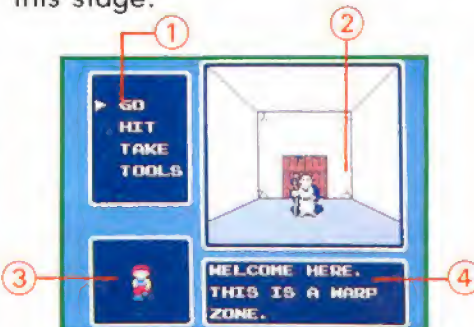 this stage.
1
2
GO
HIT
TAKE
TOOLS
3
WELCOME HERE.
THIS IS A WARP
ZONE.
4